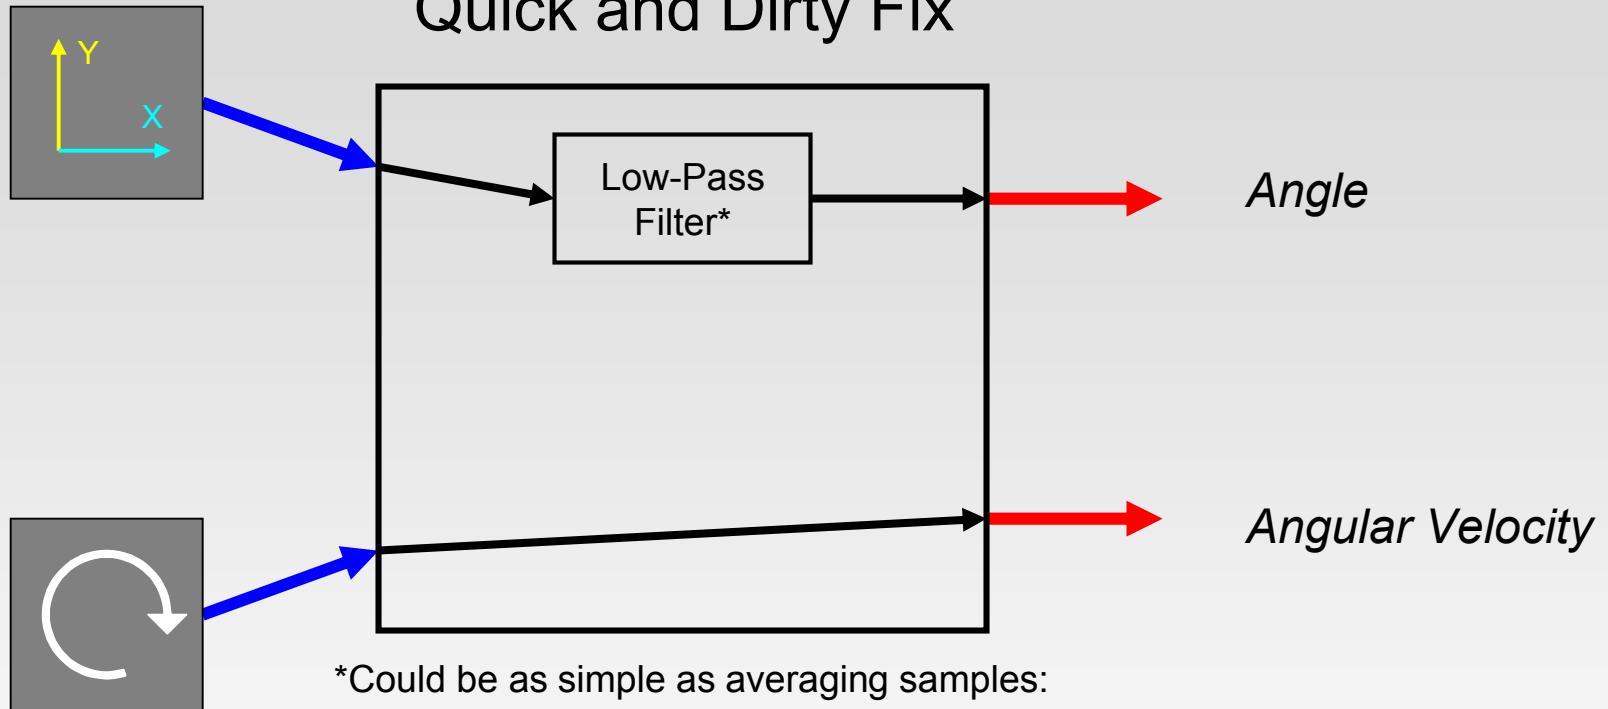 Quick and Dirty Fix
Y
X
Low-Pass
Filter*
Angle
Angular Velocity
*Could be as simple as averaging samples: